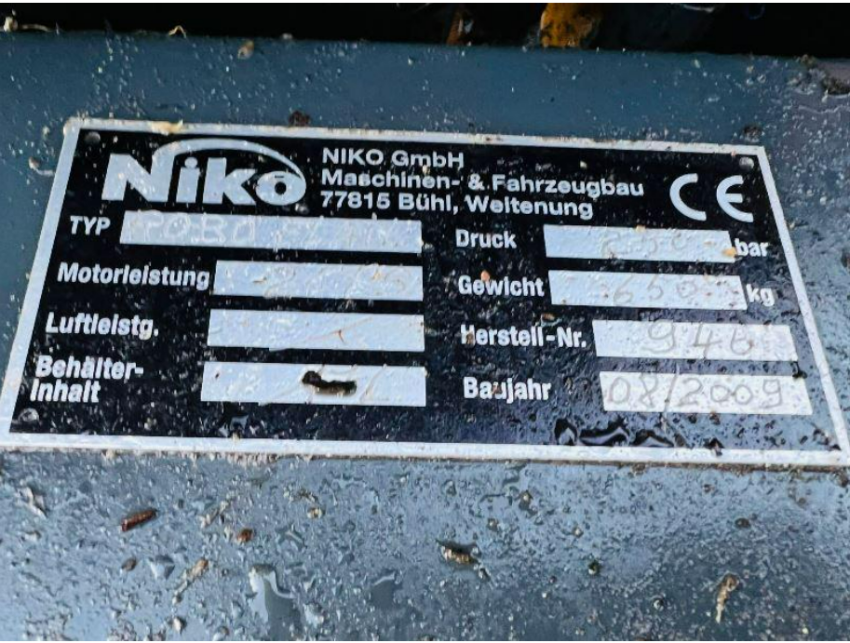 Niko
NIKO GmbH
Maschinen- & Fahrzeugbau
77815 Bühl, Weitenung
CE
TYP
Druck bar
Motorleistung
Gewicht 650 kg
Luftleistg.
Herstell-Nr. 946
Behälter-
Inhalt
Baujahr 08/2009